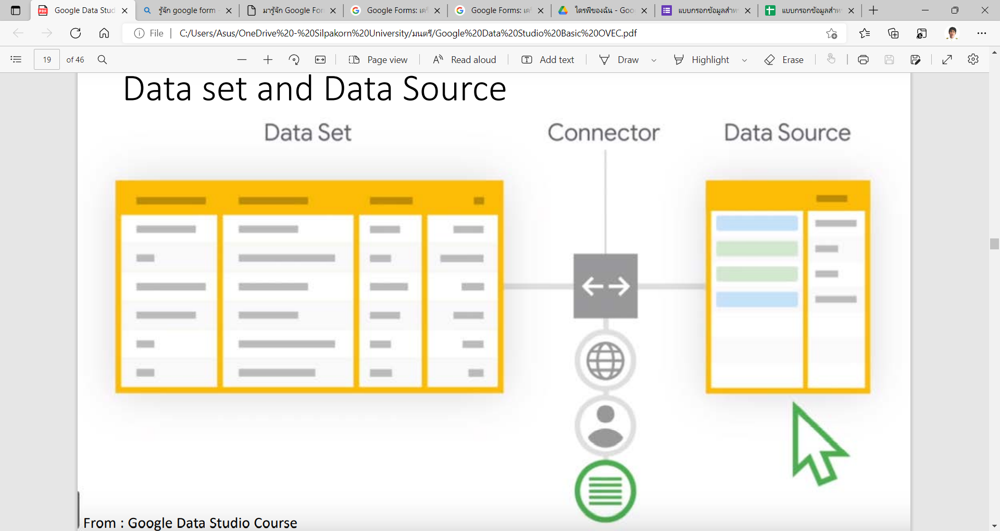 Google Data Stud
รู้จัก google form
มารู้จัก Google For
Google Forms: เค
Google Forms: เค
ไดรฟ์ของฉัน - Goo
แบบกรอกข้อมูลสำห
แบบกรอกข้อมูลสำห
File
C:/Users/Asus/OneDrive%20-%20Silpakorn%20University/มนตรี/Google%20Data%20Studio%20Basic%20OVEC.pdf
19 of 46
Page view
Read aloud
Add text
Draw
Highlight
Erase
Data set and Data Source
Data Set
Connector
Data Source
From : Google Data Studio Course